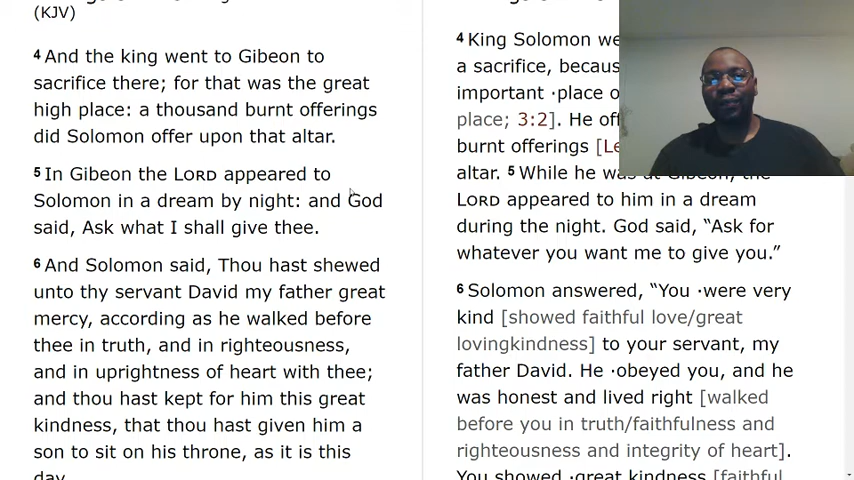 (KJV)
4 And the king went to Gibeon to
sacrifice there; for that was the great
high place: a thousand burnt offerings
did Solomon offer upon that altar.
5 In Gibeon the LORD appeared to
Solomon in a dream by night: and God
said, Ask what I shall give thee.
6 And Solomon said, Thou hast shewed
unto thy servant David my father great
mercy, according as he walked before
thee in truth, and in righteousness,
and in uprightness of heart with thee;
and thou hast kept for him this great
kindness, that thou hast given him a
son to sit on his throne, as it is this
day.
4 King Solomon we
a sacrifice, becaus
important ·place o
place; 3:2]. He off
burnt offerings [Le
altar. 5 While he was at Gibeon, the
LORD appeared to him in a dream
during the night. God said, “Ask for
whatever you want me to give you.”
6 Solomon answered, “You ·were very
kind [showed faithful love/great
lovingkindness] to your servant, my
father David. He ·obeyed you, and he
was honest and lived right [walked
before you in truth/faithfulness and
righteousness and integrity of heart].
You showed ·great kindness [faithful